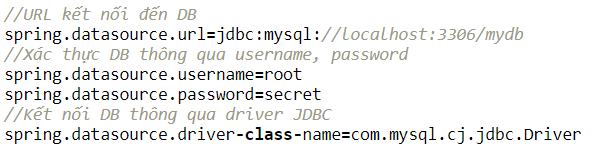 //URL kết nối đến DB
spring.datasource.url=jdbc:mysql://localhost:3306/mydb
//Xác thực DB thông qua username, password
spring.datasource.username=root
spring.datasource.password=secret
//Kết nối DB thông qua driver JDBC
spring.datasource.driver-class-name=com.mysql.cj.jdbc.Driver